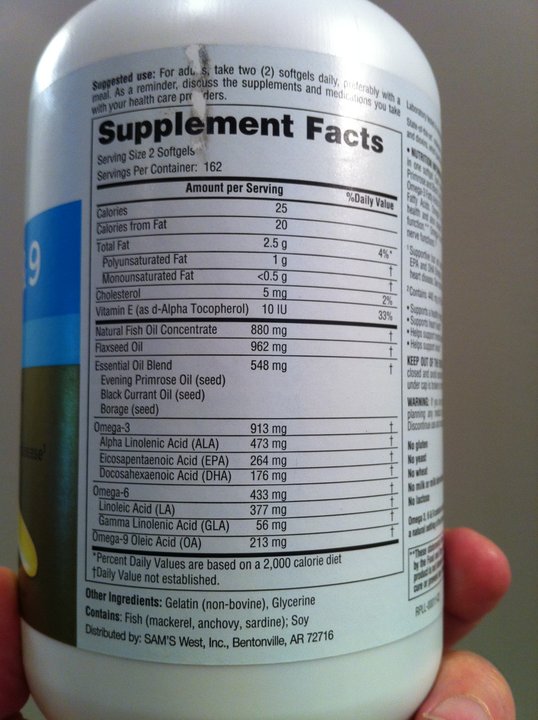 Suggested use: For adults, take two (2) softgels daily, preferably with a
meal. As a reminder, discuss the supplements and medications you take
with your health care providers.
Supplement Facts
Serving Size 2 Softgels
Servings Per Container: 162
Amount per Serving %Daily Value
Calories 25
Calories from Fat 20
Total Fat 2.5 g 4%*
Polyunsaturated Fat 1 g †
Monounsaturated Fat <0.5 g †
Cholesterol 5 mg 2%
Vitamin E (as d-Alpha Tocopherol) 10 IU 33%
Natural Fish Oil Concentrate 880 mg †
Flaxseed Oil 962 mg †
Essential Oil Blend 548 mg †
Evening Primrose Oil (seed)
Black Currant Oil (seed)
Borage (seed)
Omega-3 913 mg †
Alpha Linolenic Acid (ALA) 473 mg †
Eicosapentaenoic Acid (EPA) 264 mg †
Docosahexaenoic Acid (DHA) 176 mg †
Omega-6 433 mg †
Linoleic Acid (LA) 377 mg †
Gamma Linolenic Acid (GLA) 56 mg †
Omega-9 Oleic Acid (OA) 213 mg †
*Percent Daily Values are based on a 2,000 calorie diet
†Daily Value not established.
Other Ingredients: Gelatin (non-bovine), Glycerine
Contains: Fish (mackerel, anchovy, sardine); Soy
Distributed by: SAM'S West, Inc., Bentonville, AR 72716
9
KEEP OUT OF
WARNING: If
No gluten
No yeast
No wheat
No milk or milk
No lactose